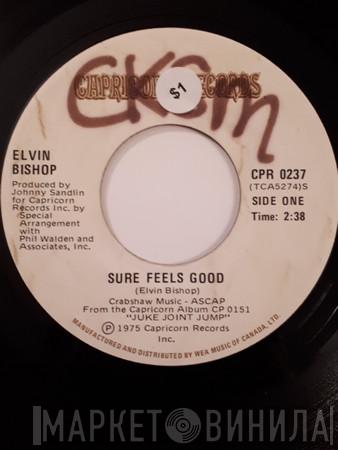 CAPRICORN RECORDS
CKSM
$1
ELVIN
BISHOP
Produced by
Johnny Sandlin
for Capricorn
Records Inc. by
Special
Arrangement
with
Phil Walden and
Associates, Inc.
CPR 0237
(TCA5274)S
SIDE ONE
Time: 2:38
SURE FEELS GOOD
(Elvin Bishop)
Crabshaw Music - ASCAP
From the Capricorn Album CP 0151
"JUKE JOINT JUMP"
Ⓟ 1975 Capricorn Records
Inc.
MANUFACTURED AND DISTRIBUTED BY WEA MUSIC OF CANADA, LTD.
МАРКЕТ ВИНИЛА